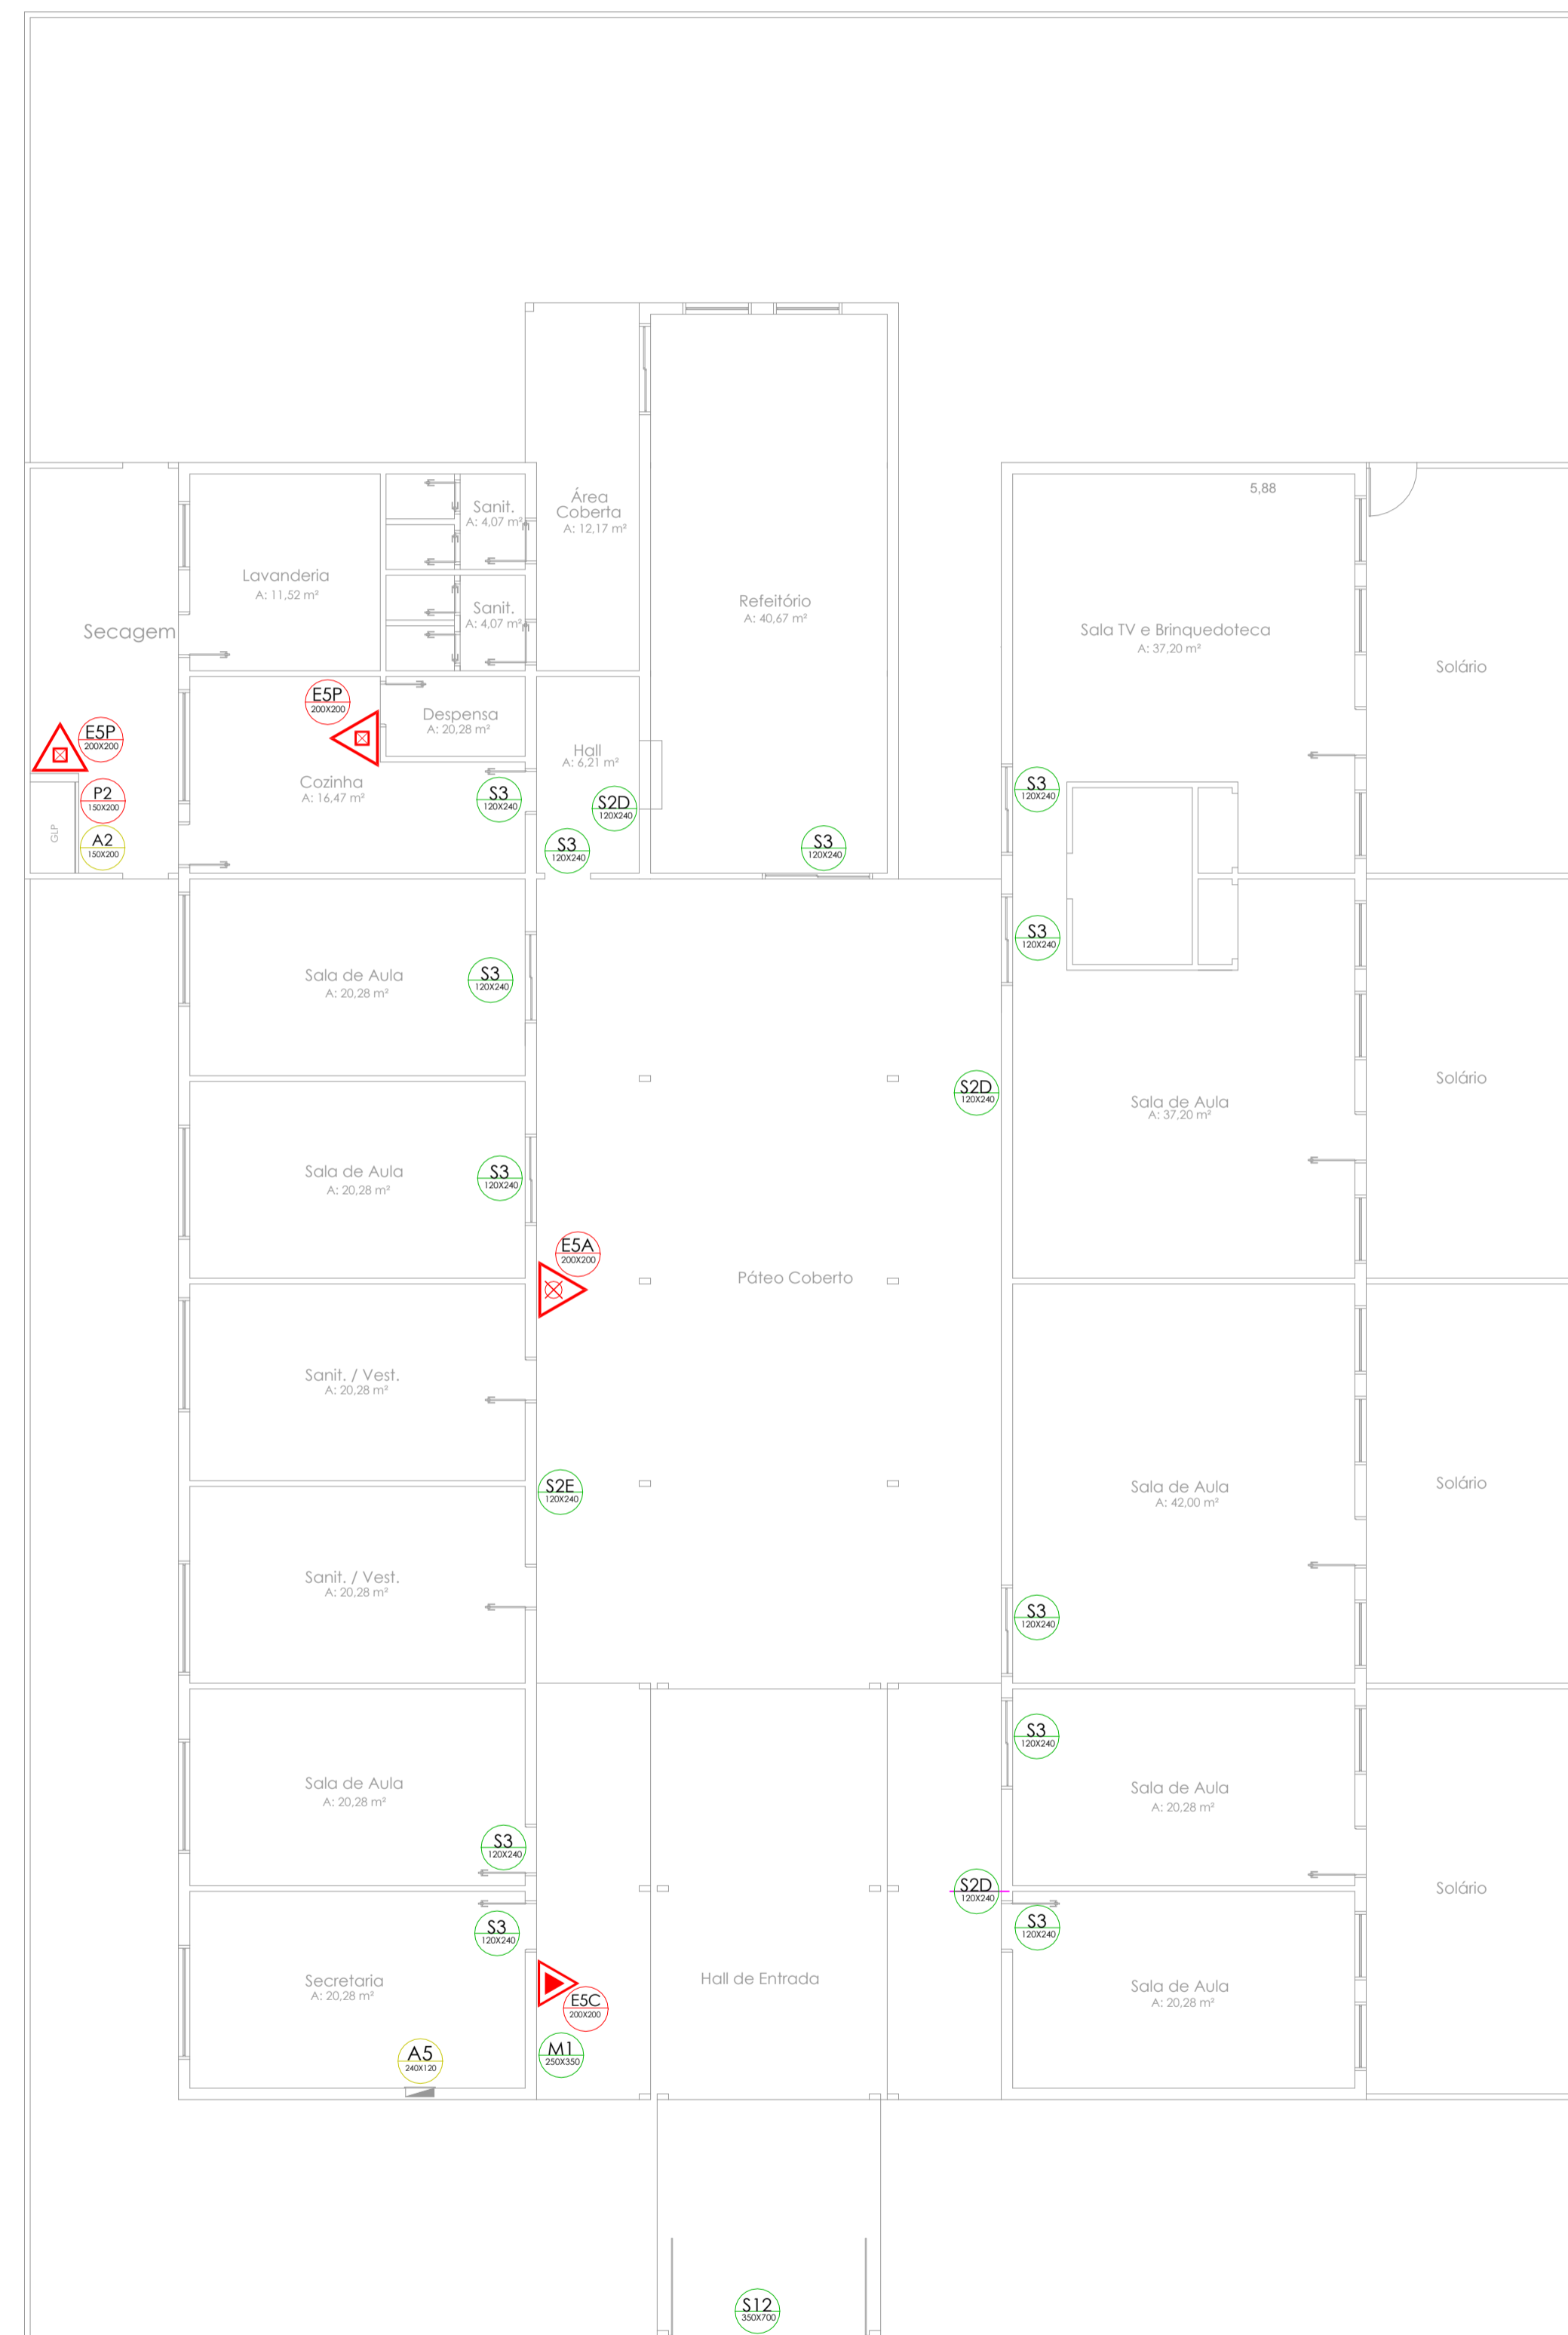 5,88
Sanit.
A: 4,07 m²
Área
Coberta
A: 12,17 m²
Lavanderia
A: 11,52 m²
Refeitório
A: 40,67 m²
Sanit.
A: 4,07 m²
Secagem
Sala TV e Brinquedoteca
A: 37,20 m²
Solário
E5P
200X200
Despensa
A: 20,28 m²
E5P
200X200
Hall
A: 6,21 m²
Cozinha
A: 16,47 m²
S3
120X240
S2D
120X240
S3
120X240
P2
150X200
GLP
A2
150X200
S3
120X240
S3
120X240
S3
120X240
Sala de Aula
A: 20,28 m²
S3
120X240
S2D
120X240
Sala de Aula
A: 37,20 m²
Solário
Sala de Aula
A: 20,28 m²
S3
120X240
E5A
200X200
Páteo Coberto
Sanit. / Vest.
A: 20,28 m²
S2E
120X240
Sala de Aula
A: 42,00 m²
Solário
Sanit. / Vest.
A: 20,28 m²
S3
120X240
S3
120X240
Sala de Aula
A: 20,28 m²
Sala de Aula
A: 20,28 m²
S3
120X240
S2D
120X240
Solário
S3
120X240
S3
120X240
Secretaria
A: 20,28 m²
Hall de Entrada
Sala de Aula
A: 20,28 m²
E5C
200X200
M1
250X350
A5
240X120
S12
350X700